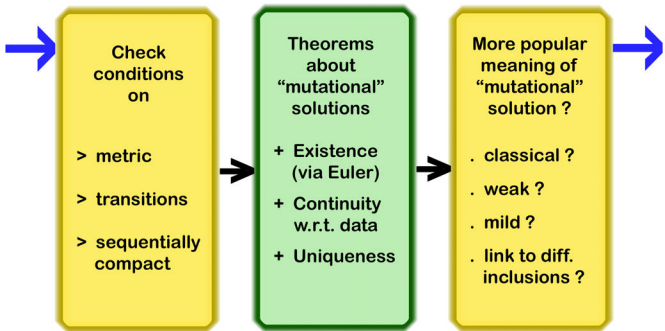 Check
conditions
on
> metric
> transitions
> sequentially
compact
Theorems
about
“mutational”
solutions
+ Existence
(via Euler)
+ Continuity
w.r.t. data
+ Uniqueness
More popular
meaning of
“mutational”
solution ?
. classical ?
. weak ?
. mild ?
. link to diff.
inclusions ?